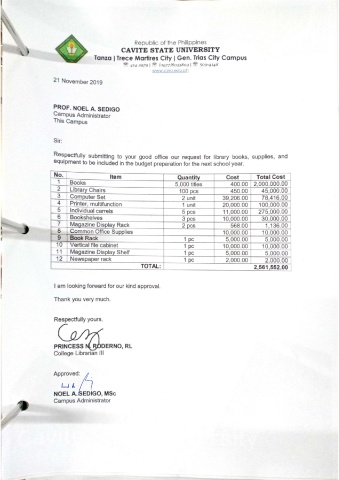 Republic of the Philippines
CAVITE STATE UNIVERSITY
Tanza | Trece Martires City | Gen. Trias City Campus
21 November 2019
PROF. NOEL A. SEDIGO
Campus Administrator
This Campus
Sir:
Respectfully submitting to your good office our request for library books, supplies, and
equipment to be included in the budget preparation for the next school year.
No. Item Quantity Cost Total Cost
1 Books 5,000 titles 400.00 2,000,000.00
2 Library Chairs 100 pcs 450.00 45,000.00
3 Computer Set 2 unit 39,208.00 78,416.00
4 Printer, multifunction 1 unit 20,000.00 100,000.00
5 Individual carrels 5 pcs 11,000.00 275,000.00
6 Bookshelves 3 pcs 10,000.00 30,000.00
7 Magazine Display Rack 2 pcs 568.00 1,136.00
8 Common Office Supplies 10,000.00 10,000.00
9 Book Rack 1 pc 5,000.00 5,000.00
10 Vertical file cabinet 1 pc 10,000.00 10,000.00
11 Magazine Display Shelf 1 pc 5,000.00 5,000.00
12 Newspaper rack 1 pc 2,000.00 2,000.00
TOTAL: 2,561,552.00
I am looking forward for our kind approval.
Thank you very much.
Respectfully yours.
PRINCESS N. RODERNO, RL
College Librarian III
Approved:
NOEL A. SEDIGO, MSc
Campus Administrator